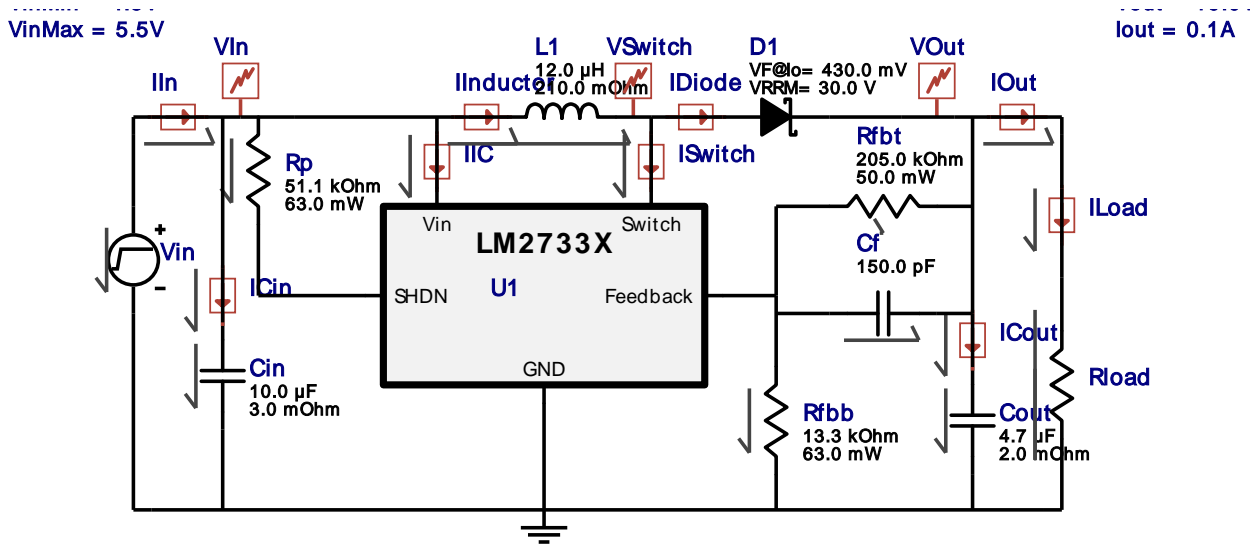 VinMax = 5.5V
Iout = 0.1A
VIn
L1
12.0 µH
210.0 mOhm
VSwitch
D1
VF@Io= 430.0 mV
VRRM= 30.0 V
VOut
IIn
IInductor
IDiode
IOut
Rp
51.1 kOhm
63.0 mW
IIC
ISwitch
Rfbt
205.0 kOhm
50.0 mW
ILoad
Vin
Switch
LM2733X
U1
SHDN
Feedback
GND
Cf
150.0 pF
+
Vin
-
ICin
Cin
10.0 µF
3.0 mOhm
ICout
Rload
Rfbb
13.3 kOhm
63.0 mW
Cout
4.7 µF
2.0 mOhm